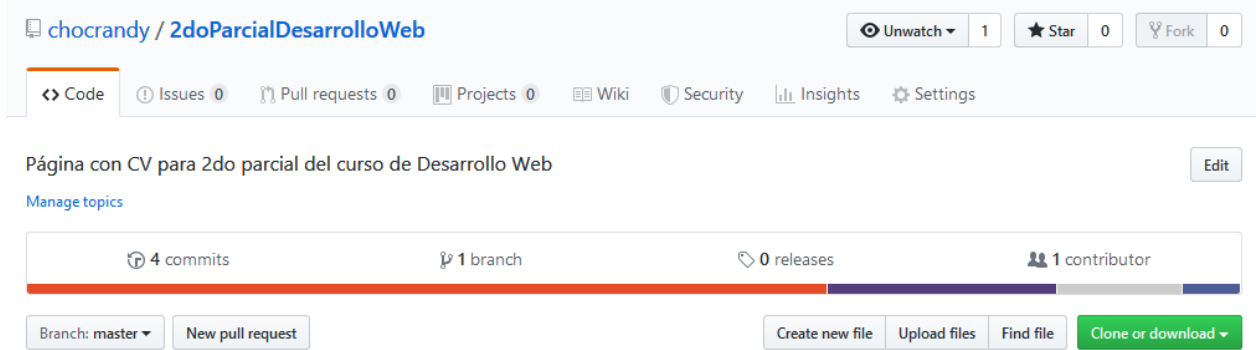 chocrandy / 2doParcialDesarrolloWeb Unwatch 1 Star 0 Fork 0
Code Issues 0 Pull requests 0 Projects 0 Wiki Security Insights Settings
Página con CV para 2do parcial del curso de Desarrollo Web Edit
Manage topics
4 commits 1 branch 0 releases 1 contributor
Branch: master New pull request Create new file Upload files Find file Clone or download